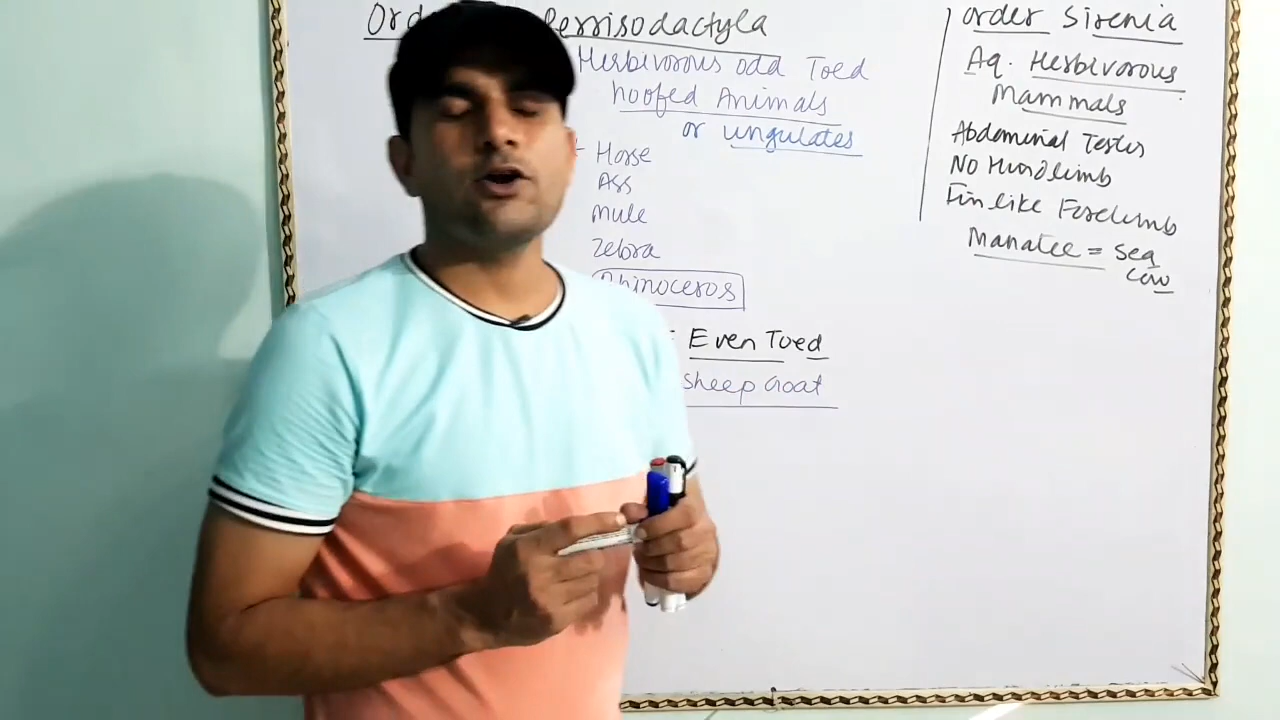 Perrisodactyla
Herbivorous odd Toed
hoofed Animals
or ungulates
Horse
Ass
Mule
Zebra
Rhinoceros
= Even Toed
sheep Goat
order Sirenia
Aq. Herbivorous
Mammals
Abdominal Testes
No Hindlimb
Fin like Forelimb
Manatee = Sea
Cow